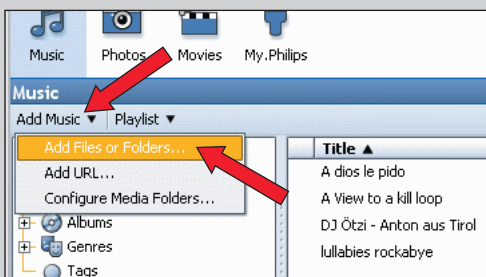 Music Photos Movies My.Philips
Music
Add Music ▼ Playlist ▼
Add Files or Folders...
Add URL...
Configure Media Folders...
Albums
Genres
Tags
Title ▲
A dios le pido
A View to a kill loop
DJ Ötzi - Anton aus Tirol
lullabies rockabye